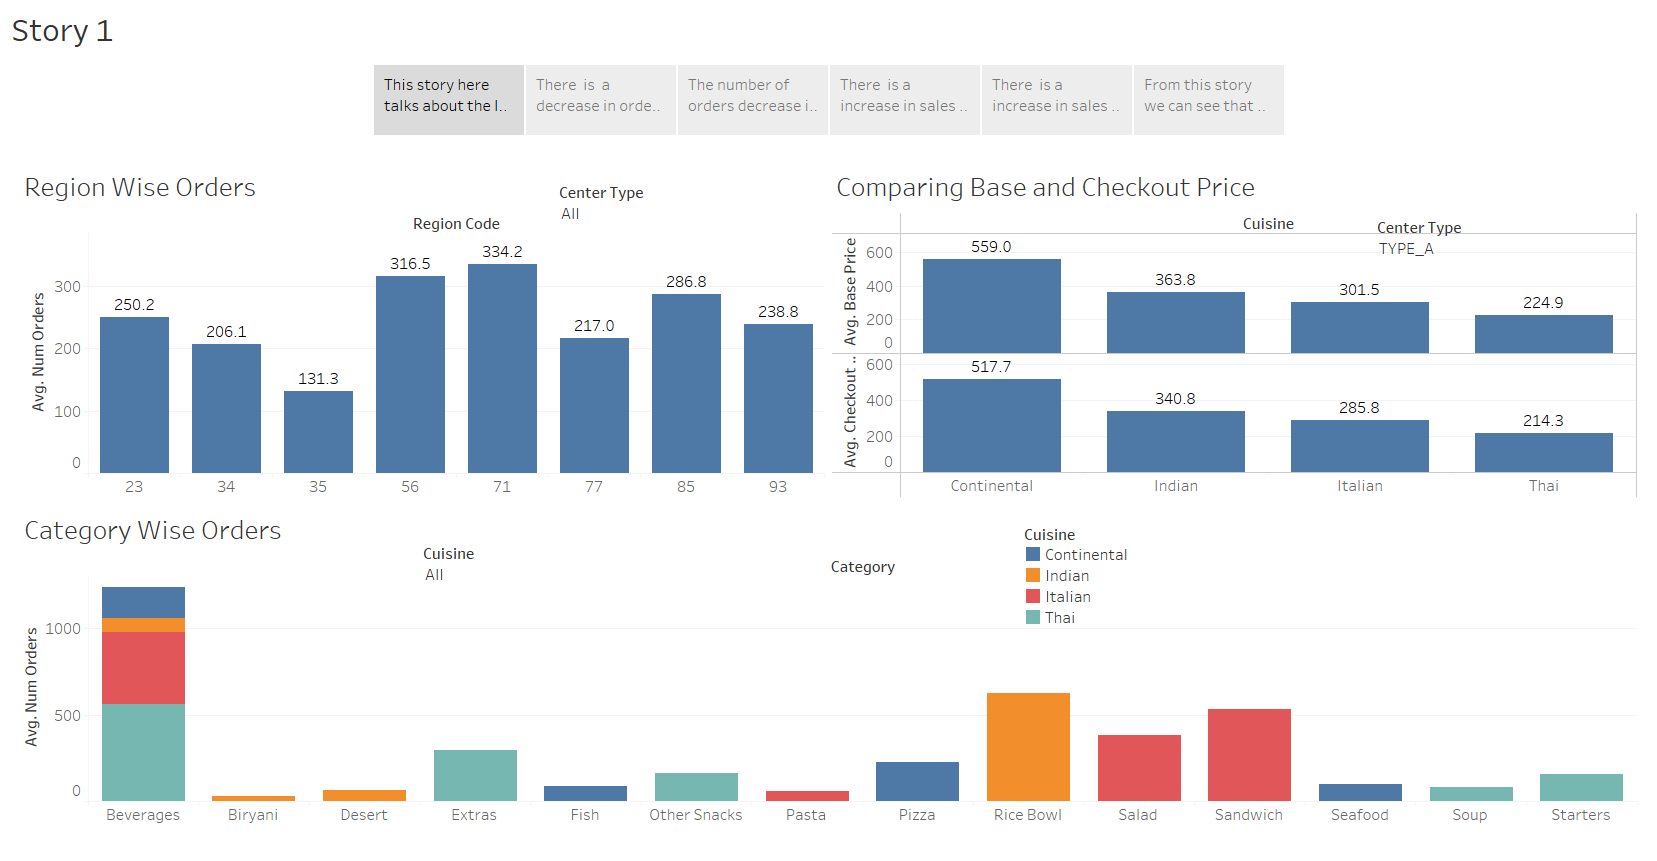 Story 1
This story here
talks about the l..
There is a
decrease in orde..
The number of
orders decrease i..
There is a
increase in sales ..
There is a
increase in sales ..
From this story
we can see that ..
Region Wise Orders
Center Type
All
Region Code
Avg. Num Orders
300
200
100
0
250.2
206.1
131.3
316.5
334.2
217.0
286.8
238.8
23
34
35
56
71
77
85
93
Comparing Base and Checkout Price
Cuisine
Center Type
TYPE_A
Avg. Base Price
600
400
200
0
559.0
363.8
301.5
224.9
Avg. Checkout ..
600
400
200
0
517.7
340.8
285.8
214.3
Continental
Indian
Italian
Thai
Category Wise Orders
Cuisine
All
Category
Cuisine
Continental
Indian
Italian
Thai
Avg. Num Orders
1000
500
0
Beverages
Biryani
Desert
Extras
Fish
Other Snacks
Pasta
Pizza
Rice Bowl
Salad
Sandwich
Seafood
Soup
Starters